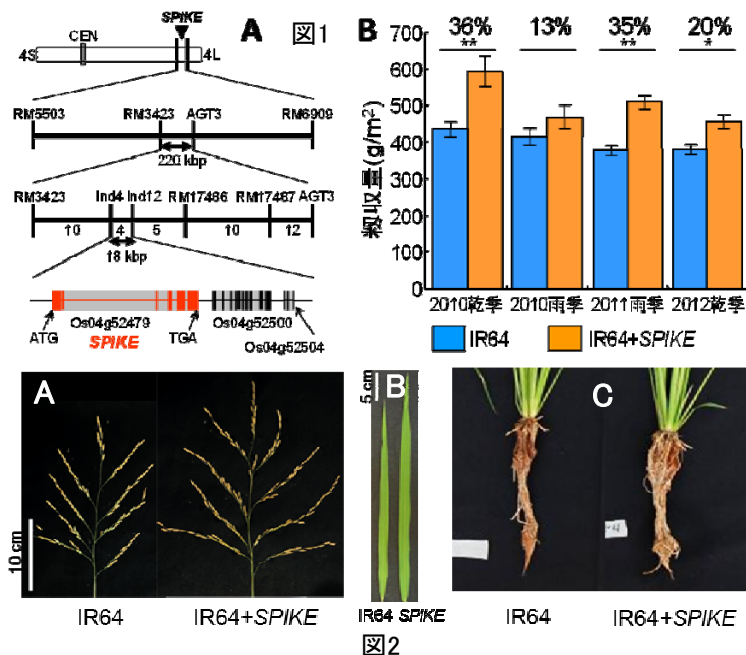 SPIKE
A
図1
CEN
4S
4L
RM5503
RM3423
AGT3
RM6909
220 kbp
RM3423
Ind4
Ind12
RM17486
RM17487
AGT3
10
4
5
10
12
18 kbp
ATG
Os04g52479
TGA
Os04g52500
SPIKE
Os04g52504
B
36%
13%
35%
20%
**
**
*
700
600
500
400
300
200
100
0
籾収量(g/m²)
2010乾季
2010雨季
2011雨季
2012乾季
IR64
IR64+SPIKE
A
10 cm
IR64
IR64+SPIKE
B
5 cm
IR64 SPIKE
C
IR64
IR64+SPIKE
図2